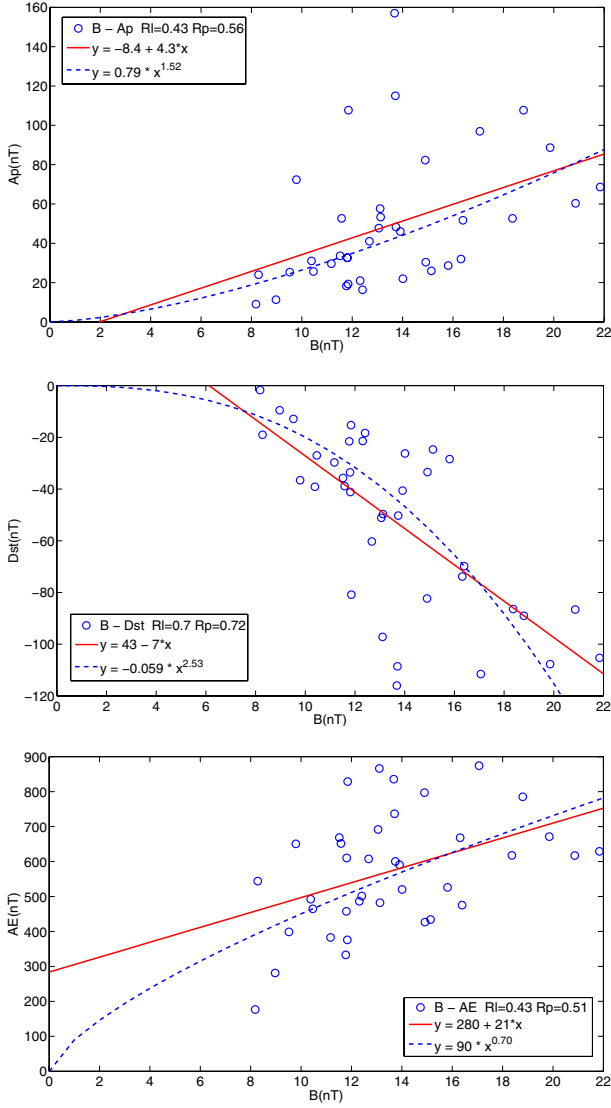 160
140
120
100
80
60
40
20
0
Ap(nT)
B − Ap Rl=0.43 Rp=0.56
y = −8.4 + 4.3*x
y = 0.79 * x^1.52
0 2 4 6 8 10 12 14 16 18 20 22
B(nT)
0
−20
−40
−60
−80
−100
−120
Dst(nT)
B − Dst Rl=0.7 Rp=0.72
y = 43 − 7*x
y = −0.059 * x^2.53
0 2 4 6 8 10 12 14 16 18 20 22
B(nT)
900
800
700
600
500
400
300
200
100
0
AE(nT)
B − AE Rl=0.43 Rp=0.51
y = 280 + 21*x
y = 90 * x^0.70
0 2 4 6 8 10 12 14 16 18 20 22
B(nT)